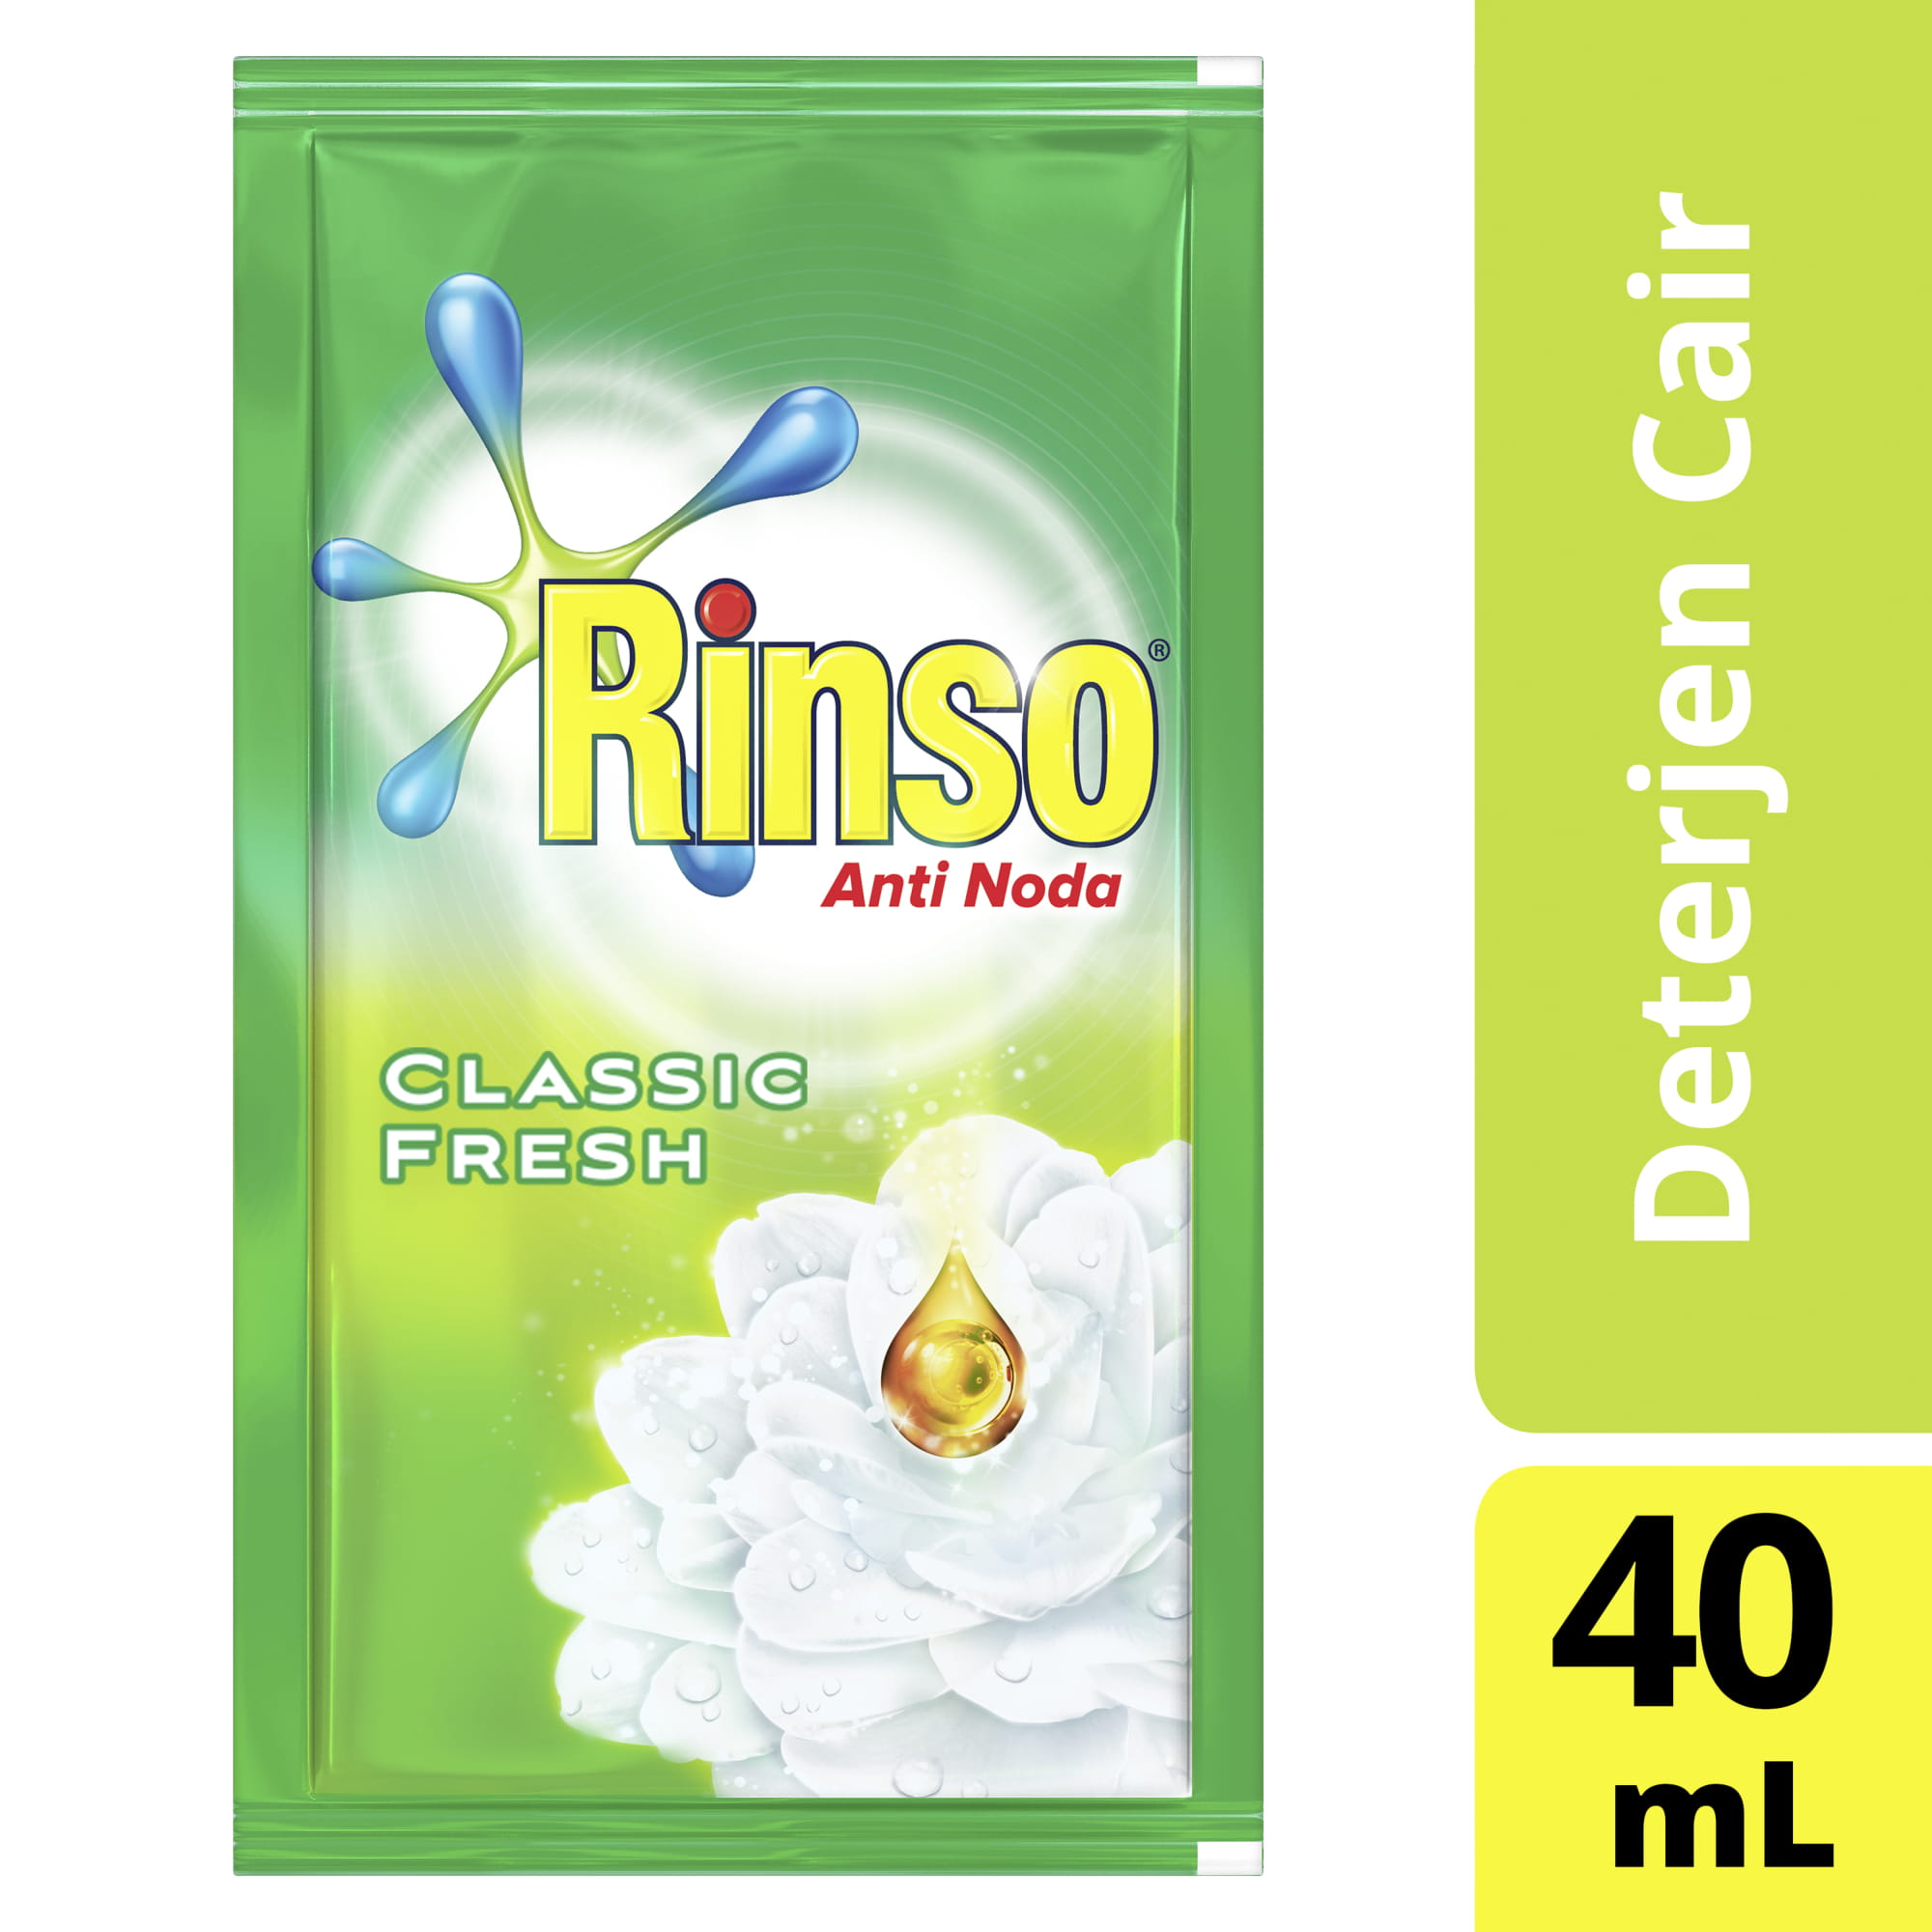 Rinso®
Anti Noda
CLASSIC
FRESH
Deterjen Cair
40
mL